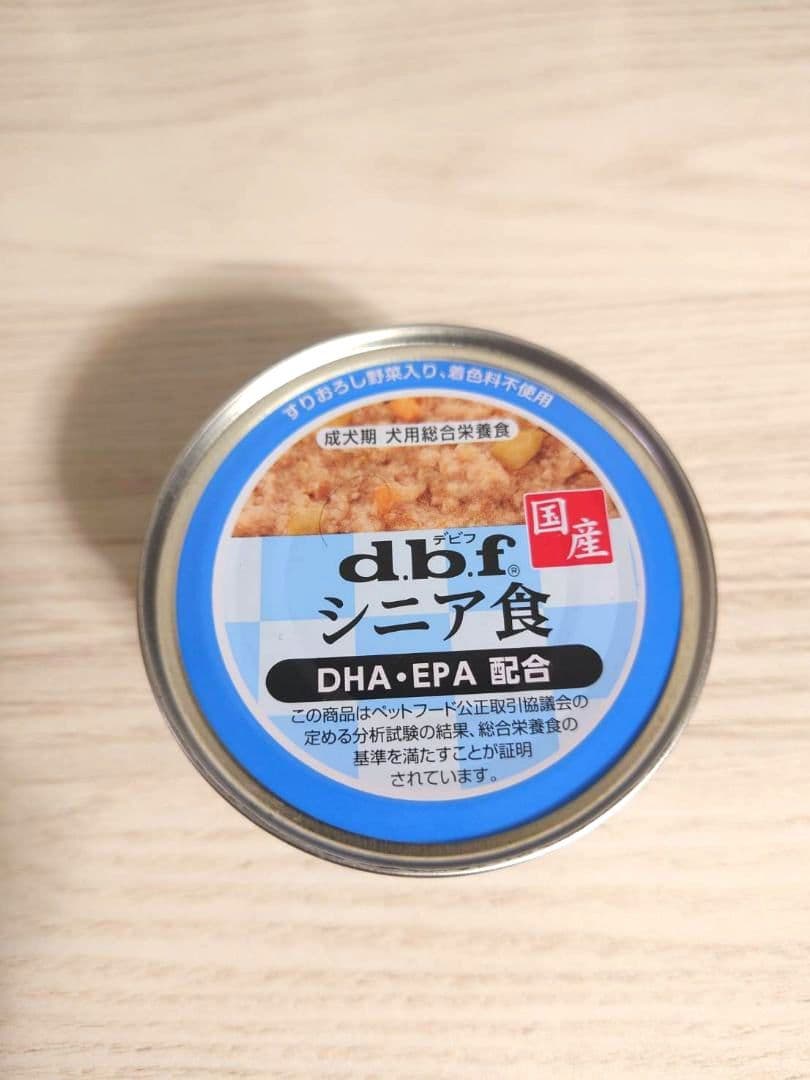 すりおろし野菜入り、着色料不使用
成犬期 犬用総合栄養食
国産
デビフ
d.b.f®
シニア食
DHA・EPA 配合
この商品はペットフード公正取引協議会の
定める分析試験の結果、総合栄養食の
基準を満たすことが証明
されています。